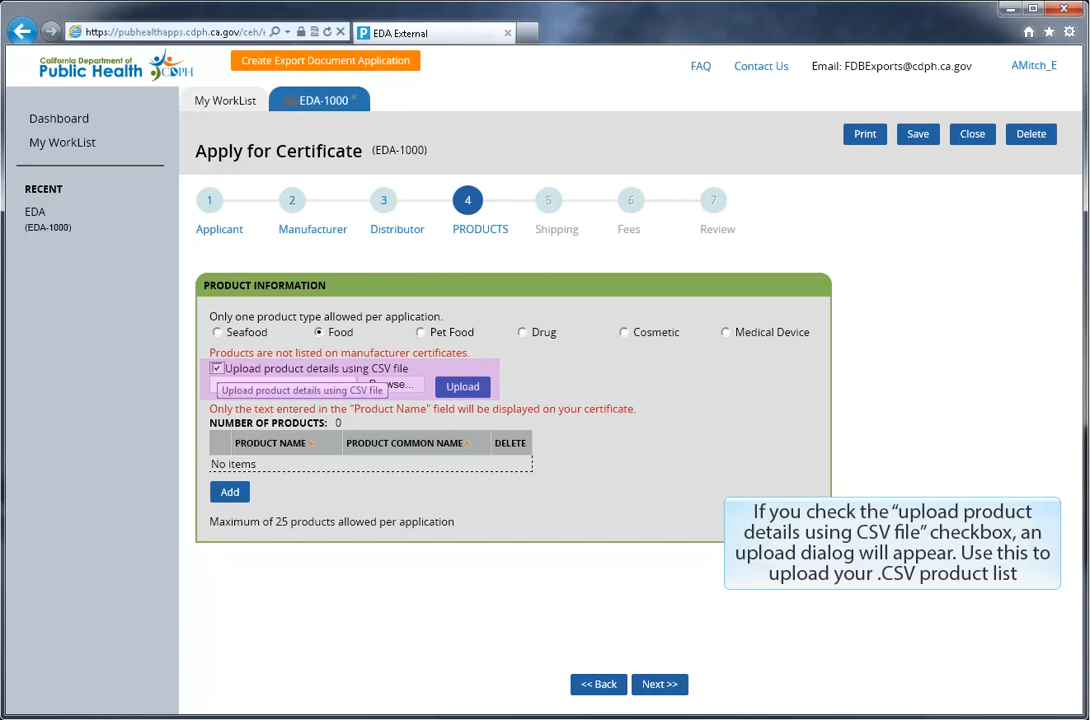 https://pubhealthapps.cdph.ca.gov/ceh/e
EDA External
California Department of
Public Health
CDPH
Create Export Document Application
FAQ
Contact Us
Email: FDBExports@cdph.ca.gov
AMitch_E
My WorkList
EDA-1000
Dashboard
My WorkList
RECENT
EDA
(EDA-1000)
Print
Save
Close
Delete
Apply for Certificate (EDA-1000)
1
2
3
4
5
6
7
Applicant
Manufacturer
Distributor
PRODUCTS
Shipping
Fees
Review
PRODUCT INFORMATION
Only one product type allowed per application.
Seafood
Food
Pet Food
Drug
Cosmetic
Medical Device
Products are not listed on manufacturer certificates.
Upload product details using CSV file
Upload product details using CSV file
Upload
Only the text entered in the "Product Name" field will be displayed on your certificate.
NUMBER OF PRODUCTS: 0
PRODUCT NAME
PRODUCT COMMON NAME
DELETE
No items
Add
Maximum of 25 products allowed per application
If you check the “upload product
details using CSV file” checkbox, an
upload dialog will appear. Use this to
upload your .CSV product list
<< Back
Next >>